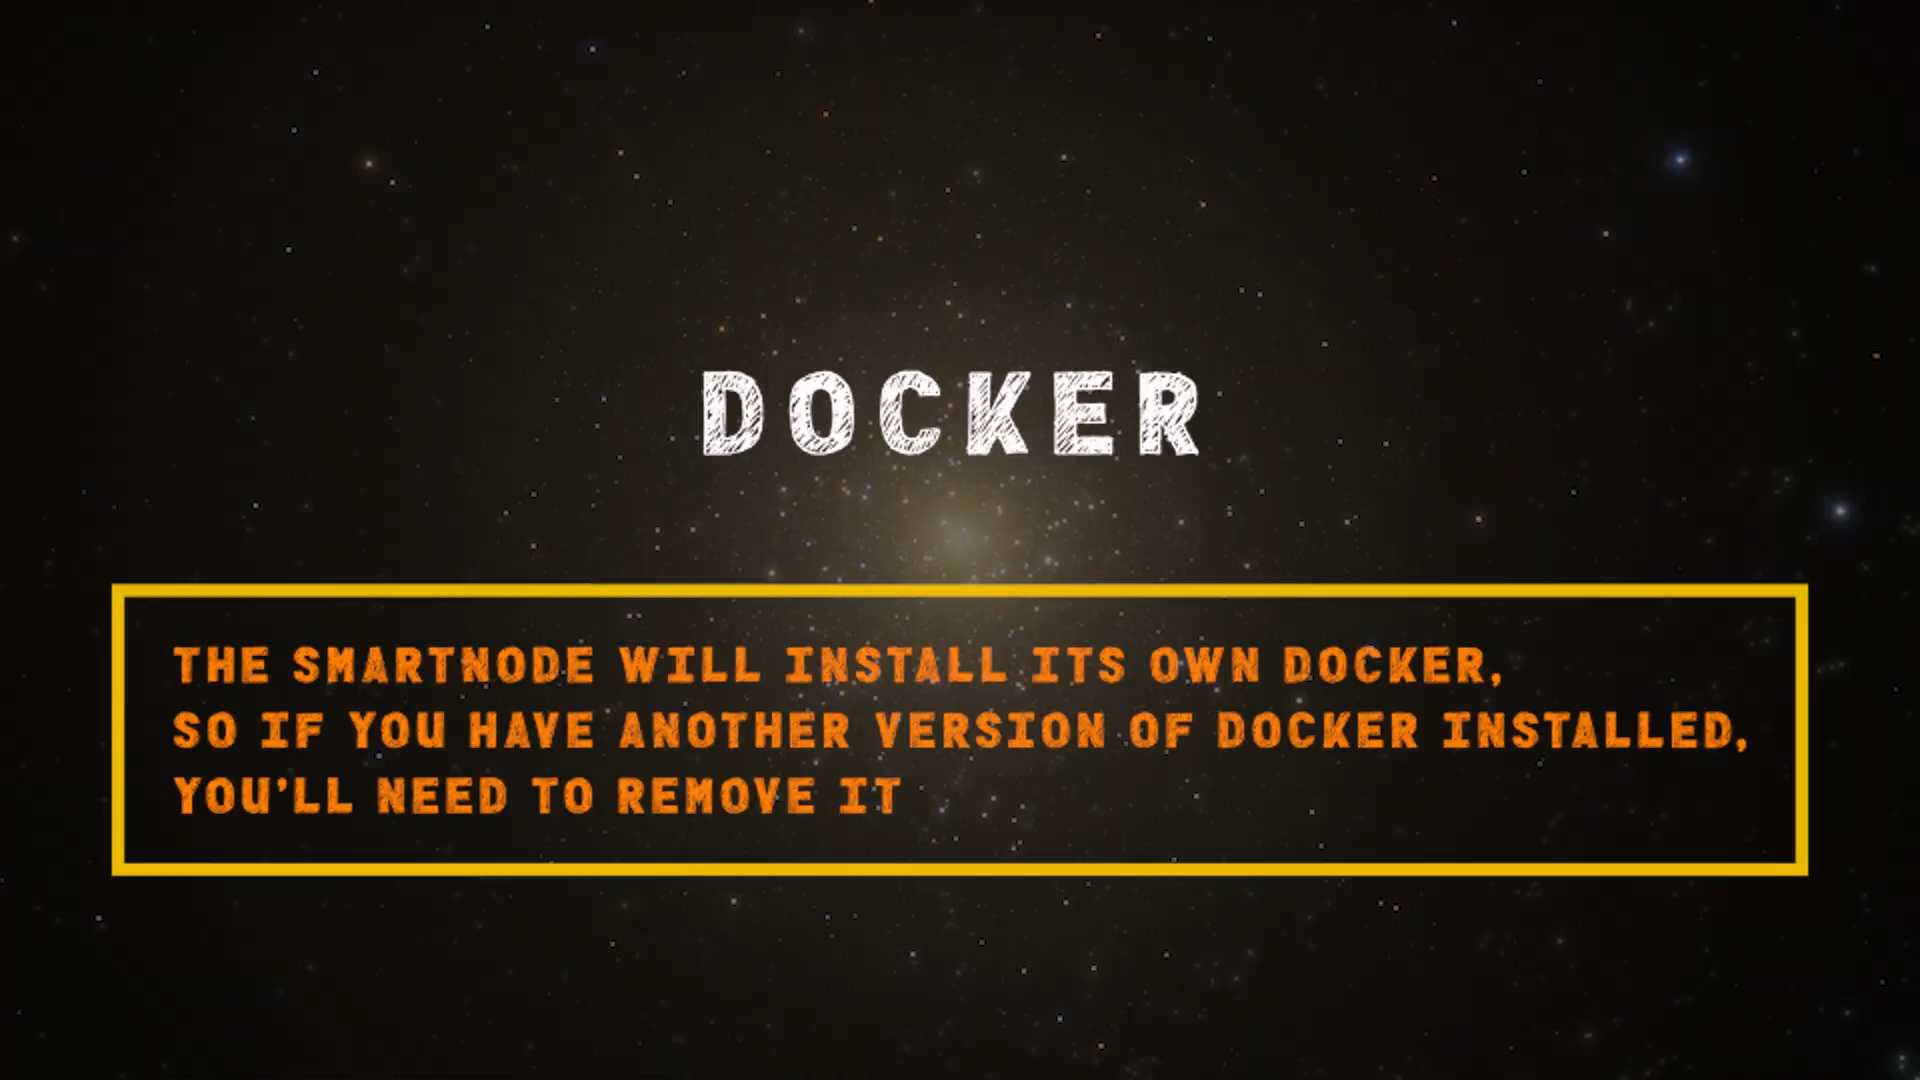 DOCKER
THE SMARTNODE WILL INSTALL ITS OWN DOCKER,
SO IF YOU HAVE ANOTHER VERSION OF DOCKER INSTALLED,
YOU'LL NEED TO REMOVE IT